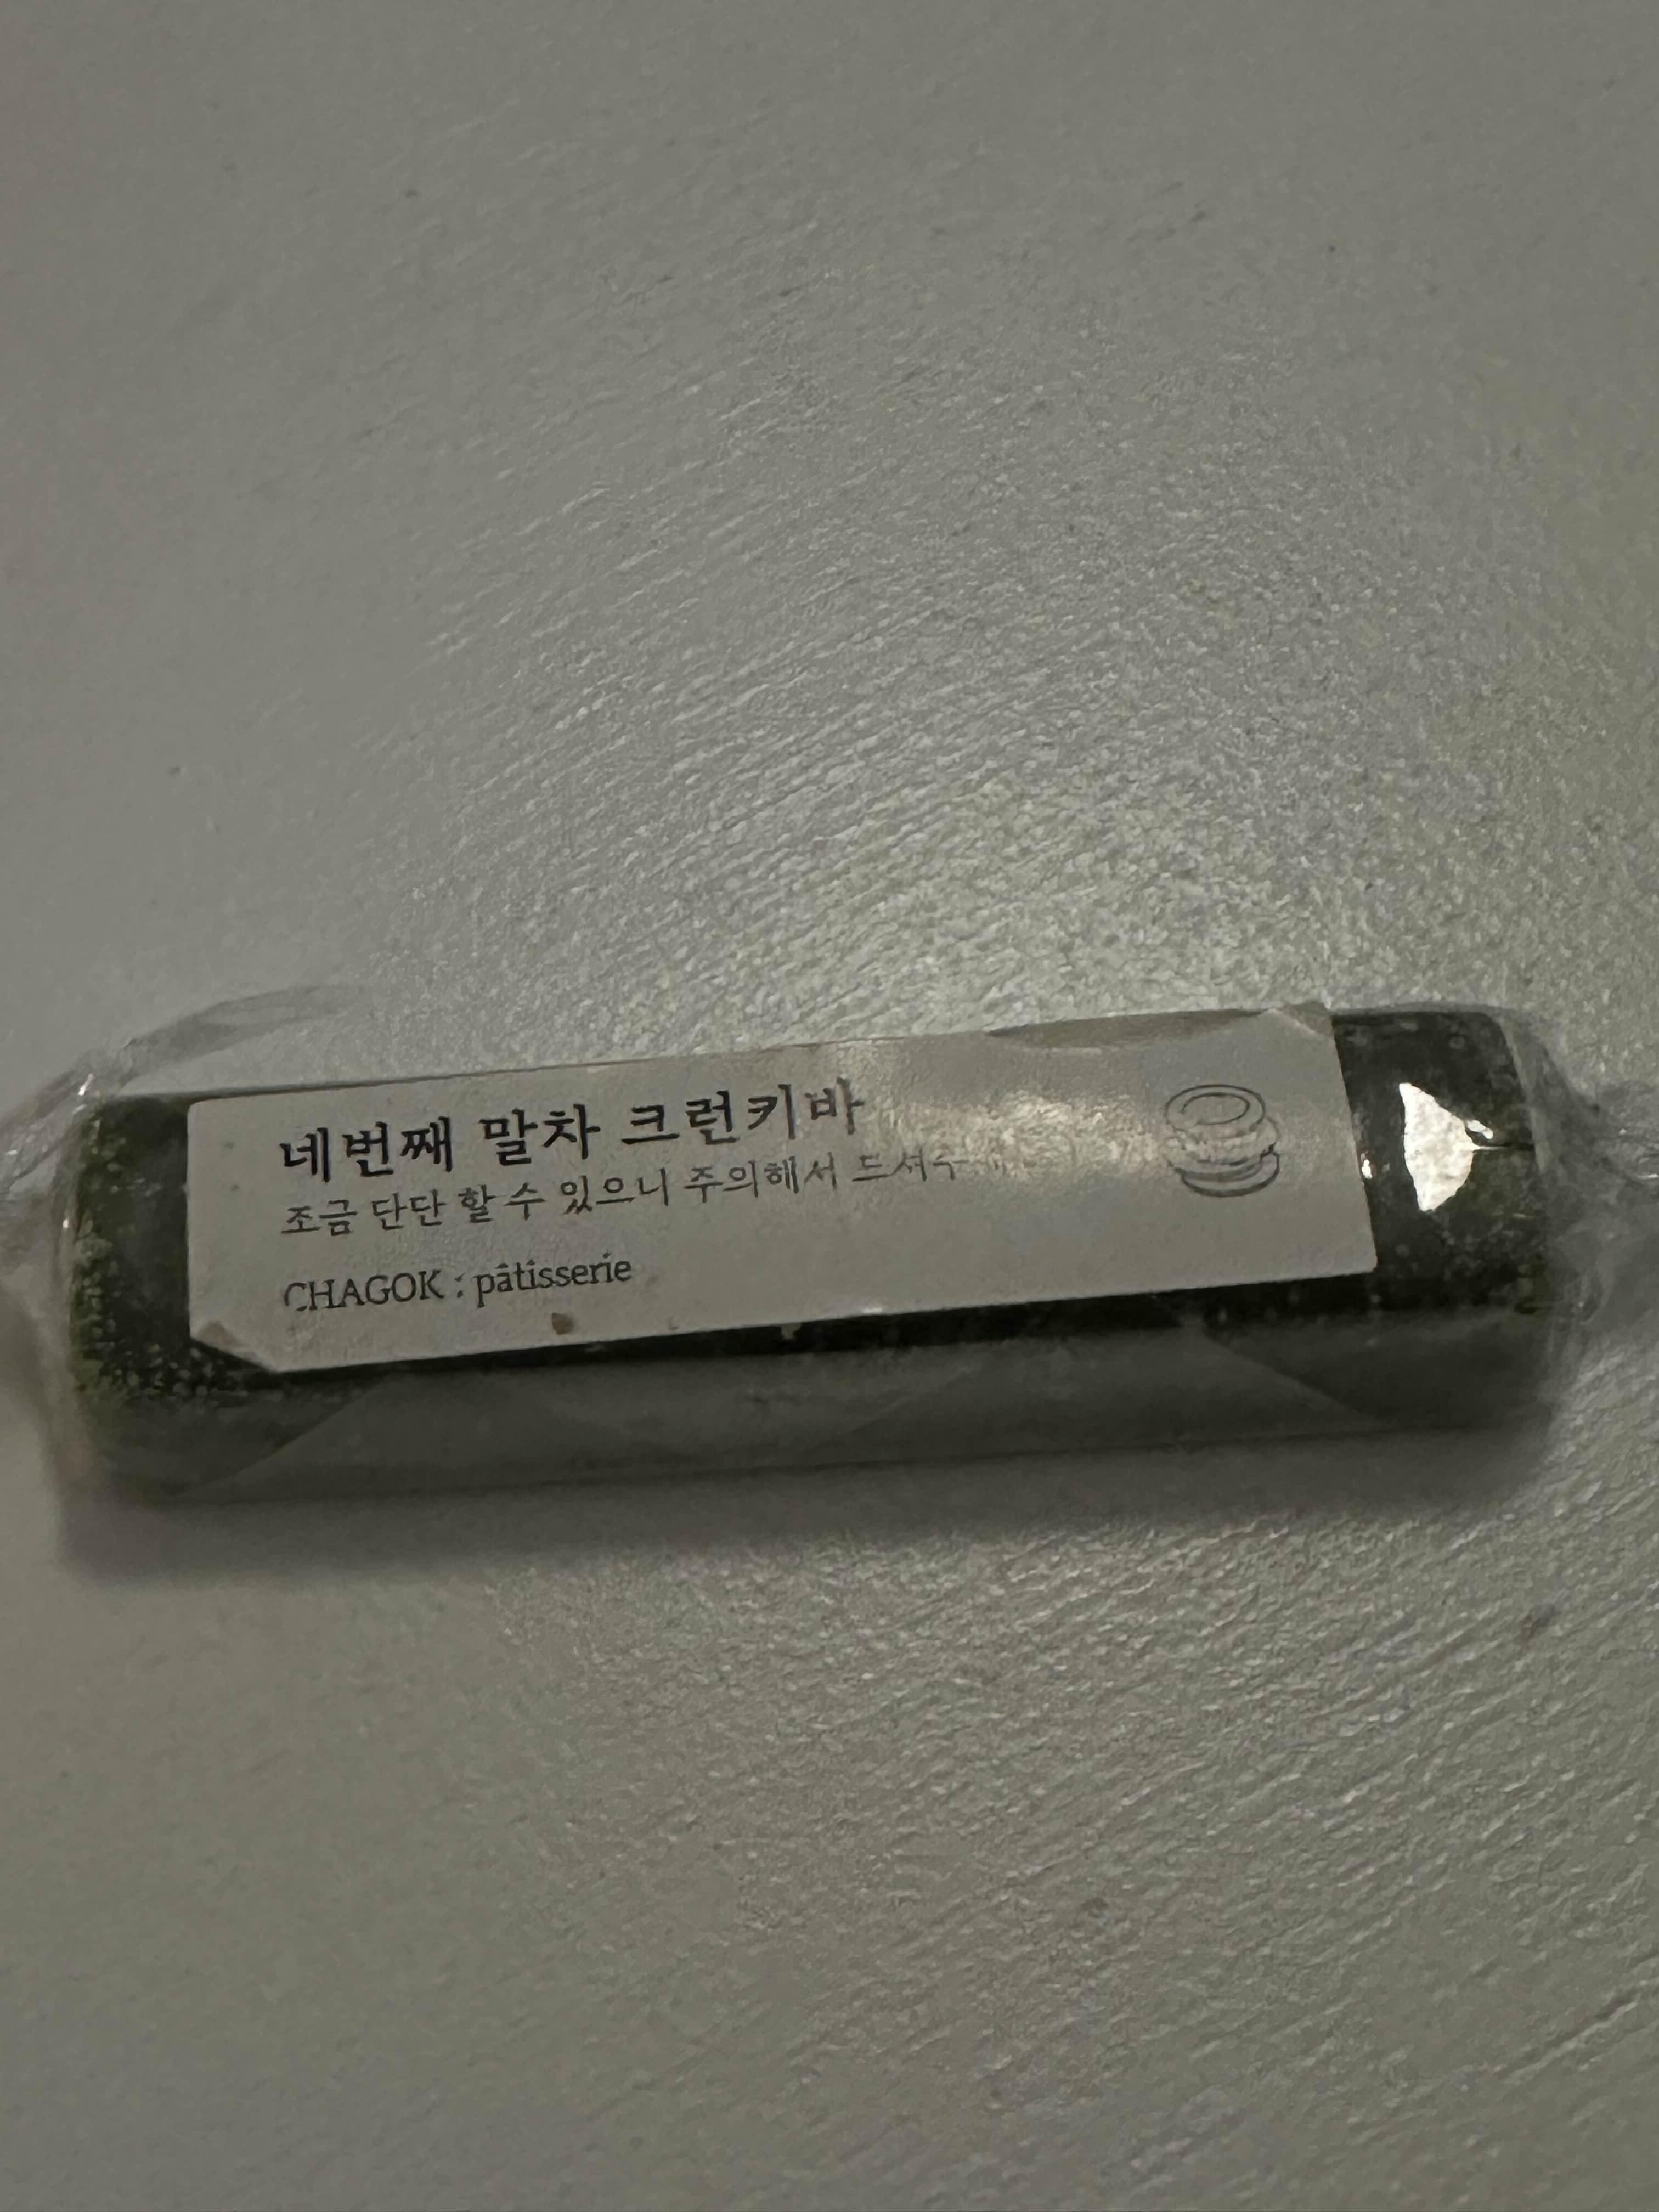 네번째 말차 크런키바
조금 단단 할 수 있으니 주의해서
CHAGOK : pâtisserie